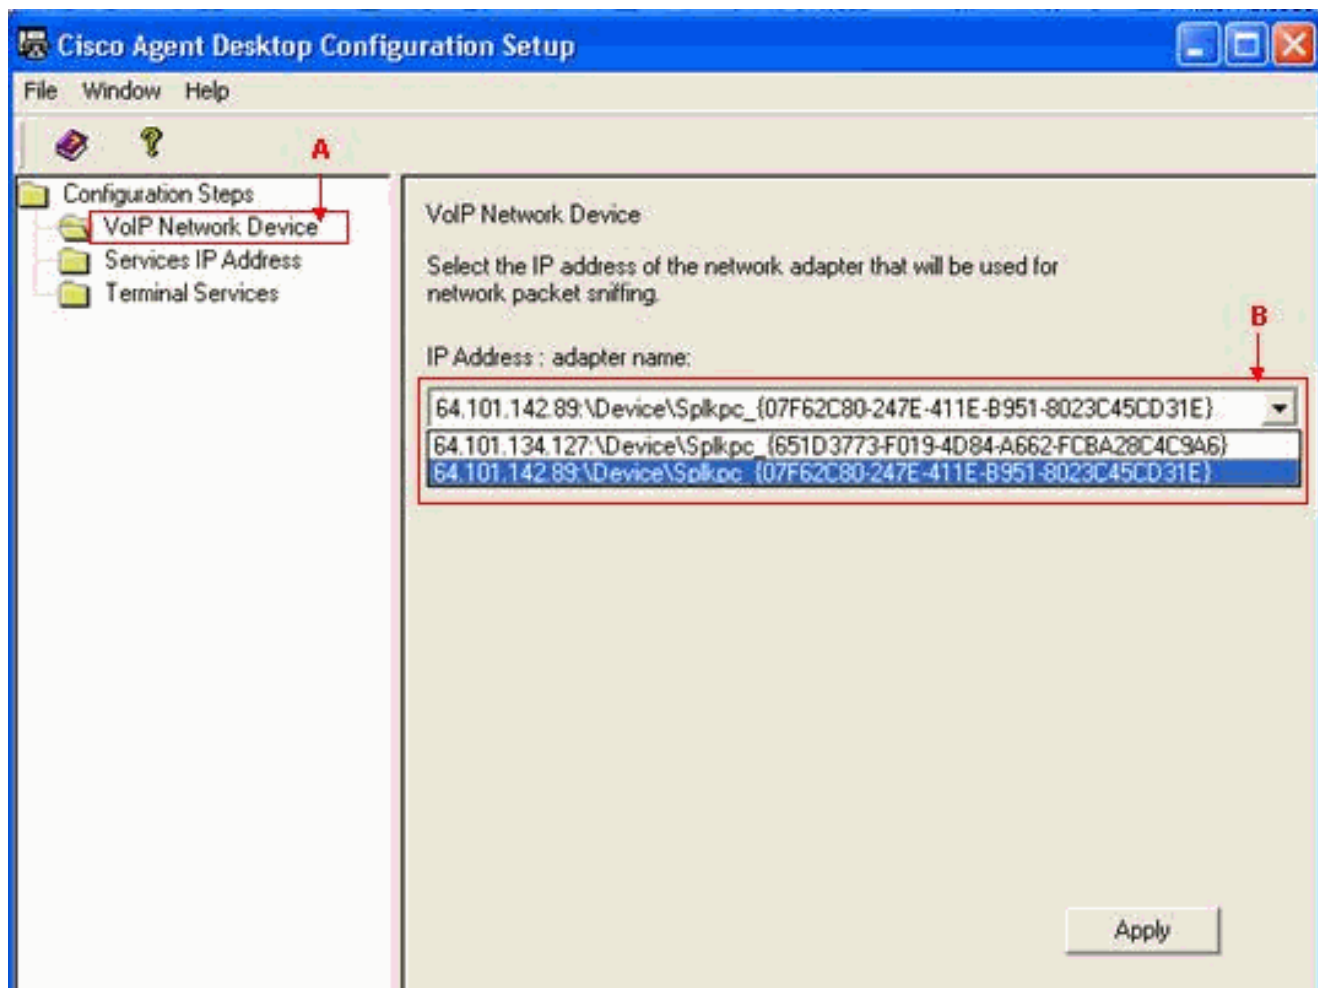 Cisco Agent Desktop Configuration Setup
File Window Help
A
Configuration Steps
VoIP Network Device
Services IP Address
Terminal Services
VoIP Network Device
Select the IP address of the network adapter that will be used for
network packet sniffing.
B
IP Address : adapter name:
64.101.142.89:\Device\Splkpc_{07F62C80-247E-411E-B951-8023C45CD31E}
64.101.134.127:\Device\Splkpc_{651D3773-F019-4D84-A662-FCBA28C4C9A6}
64.101.142.89:\Device\Splkpc_{07F62C80-247E-411E-B951-8023C45CD31E}
Apply